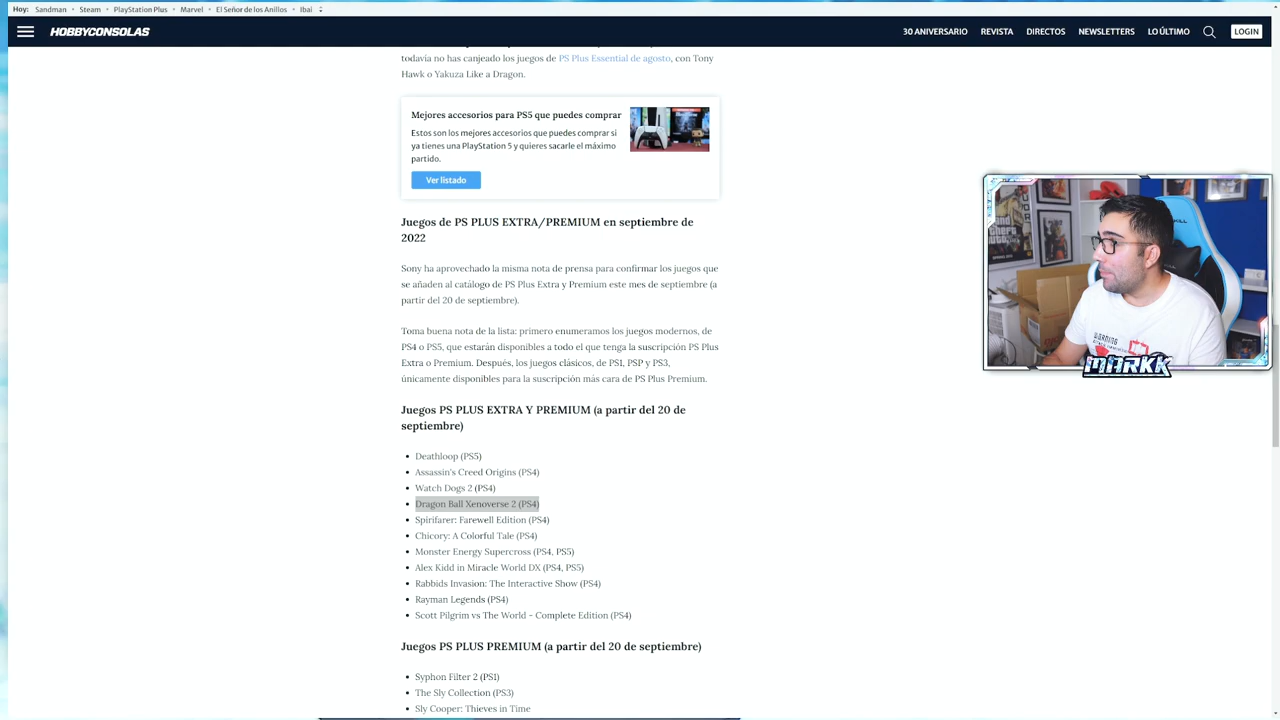 Hoy: Sandman • Steam • PlayStation Plus • Marvel • El Señor de los Anillos • Ibai
HOBBYCONSOLAS 30 ANIVERSARIO REVISTA DIRECTOS NEWSLETTERS LO ÚLTIMO LOGIN
todavía no has canjeado los juegos de PS Plus Essential de agosto, con Tony
Hawk o Yakuza Like a Dragon.
Mejores accesorios para PS5 que puedes comprar
Estos son los mejores accesorios que puedes comprar si
ya tienes una PlayStation 5 y quieres sacarle el máximo
partido.
Ver listado
Juegos de PS PLUS EXTRA/PREMIUM en septiembre de
2022
Sony ha aprovechado la misma nota de prensa para confirmar los juegos que
se añaden al catálogo de PS Plus Extra y Premium este mes de septiembre (a
partir del 20 de septiembre).
Toma buena nota de la lista: primero enumeramos los juegos modernos, de
PS4 o PS5, que estarán disponibles a todo el que tenga la suscripción PS Plus
Extra o Premium. Después, los juegos clásicos, de PS1, PSP y PS3,
únicamente disponibles para la suscripción más cara de PS Plus Premium.
Juegos PS PLUS EXTRA Y PREMIUM (a partir del 20 de
septiembre)
• Deathloop (PS5)
• Assassin's Creed Origins (PS4)
• Watch Dogs 2 (PS4)
• Dragon Ball Xenoverse 2 (PS4)
• Spirifarer: Farewell Edition (PS4)
• Chicory: A Colorful Tale (PS4)
• Monster Energy Supercross (PS4, PS5)
• Alex Kidd in Miracle World DX (PS4, PS5)
• Rabbids Invasion: The Interactive Show (PS4)
• Rayman Legends (PS4)
• Scott Pilgrim vs The World - Complete Edition (PS4)
Juegos PS PLUS PREMIUM (a partir del 20 de septiembre)
• Syphon Filter 2 (PS1)
• The Sly Collection (PS3)
• Sly Cooper: Thieves in Time
WARNING
MARKK